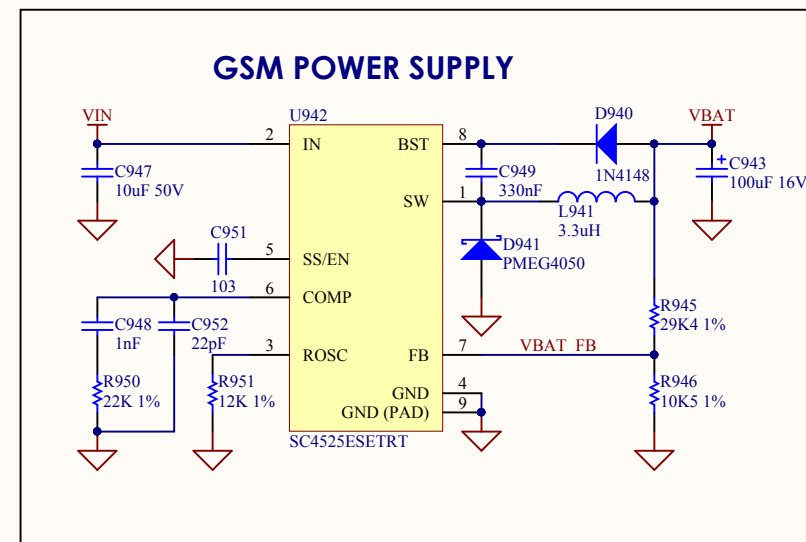 GSM POWER SUPPLY
VIN
U942
D940
VBAT
2
IN
BST
8
1N4148
C947
10uF 50V
C949
330nF
C943
100uF 16V
SW
1
L941
3.3uH
C951
103
5
SS/EN
D941
PMEG4050
6
COMP
C948
1nF
C952
22pF
R945
29K4 1%
3
ROSC
FB
7
VBAT_FB
R950
22K 1%
R951
12K 1%
R946
10K5 1%
GND
4
GND (PAD)
9
SC4525ESETRT